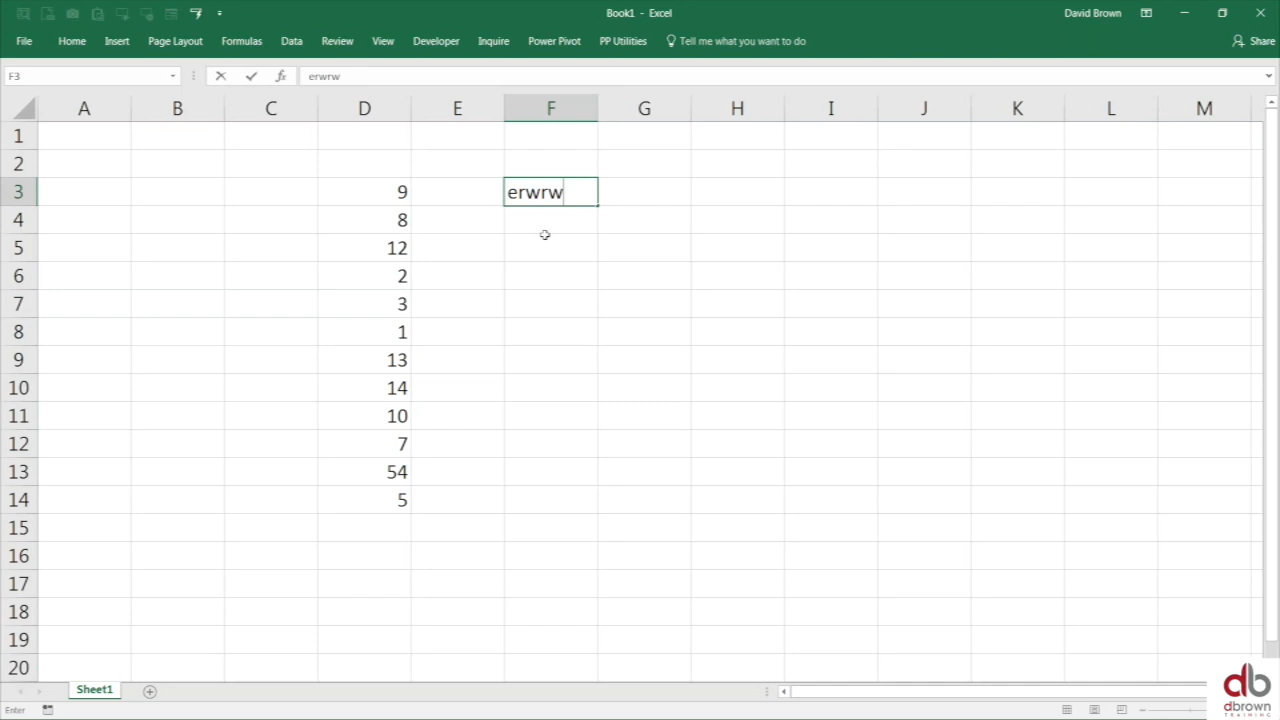 Book1 - Excel
David Brown
File Home Insert Page Layout Formulas Data Review View Developer Inquire Power Pivot PP Utilities Tell me what you want to do Share
F3 fx erwrw
A B C D E F G H I J K L M
1
2
3 9 erwrw
4 8
5 12
6 2
7 3
8 1
9 13
10 14
11 10
12 7
13 54
14 5
15
16
17
18
19
20
Sheet1
Enter
db
dbrown
TRAINING